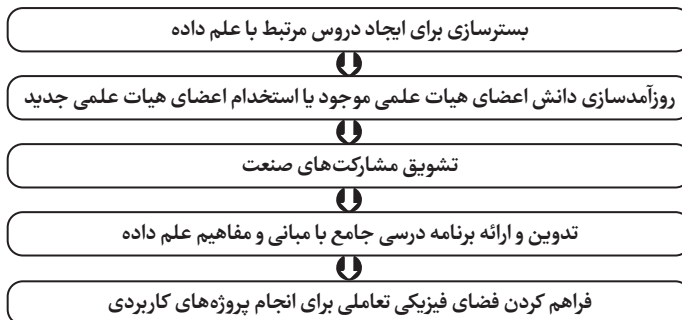 بسترسازی برای ایجاد دروس مرتبط با علم داده
روزآمدسازی دانش اعضای هیات علمی موجود یا استخدام اعضای هیات علمی جدید
تشویق مشارکت‌های صنعت
تدوین و ارائه برنامه درسی جامع با مبانی و مفاهیم علم داده
فراهم کردن فضای فیزیکی تعاملی برای انجام پروژه‌های کاربردی